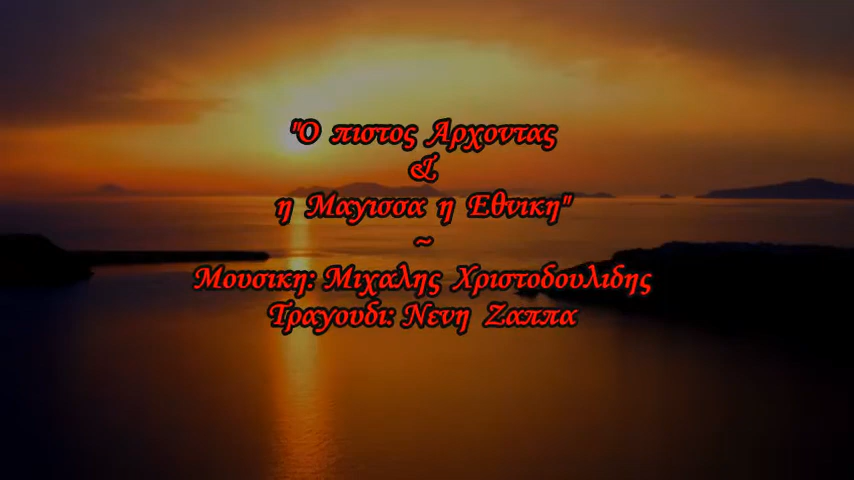 "Ο πιστος Αρχοντας
&
η Μαγισσα η Εθνικη"
~
Μουσικη: Μιχαλης Χριστοδουλιδης
Τραγουδι: Νενη Ζαππα